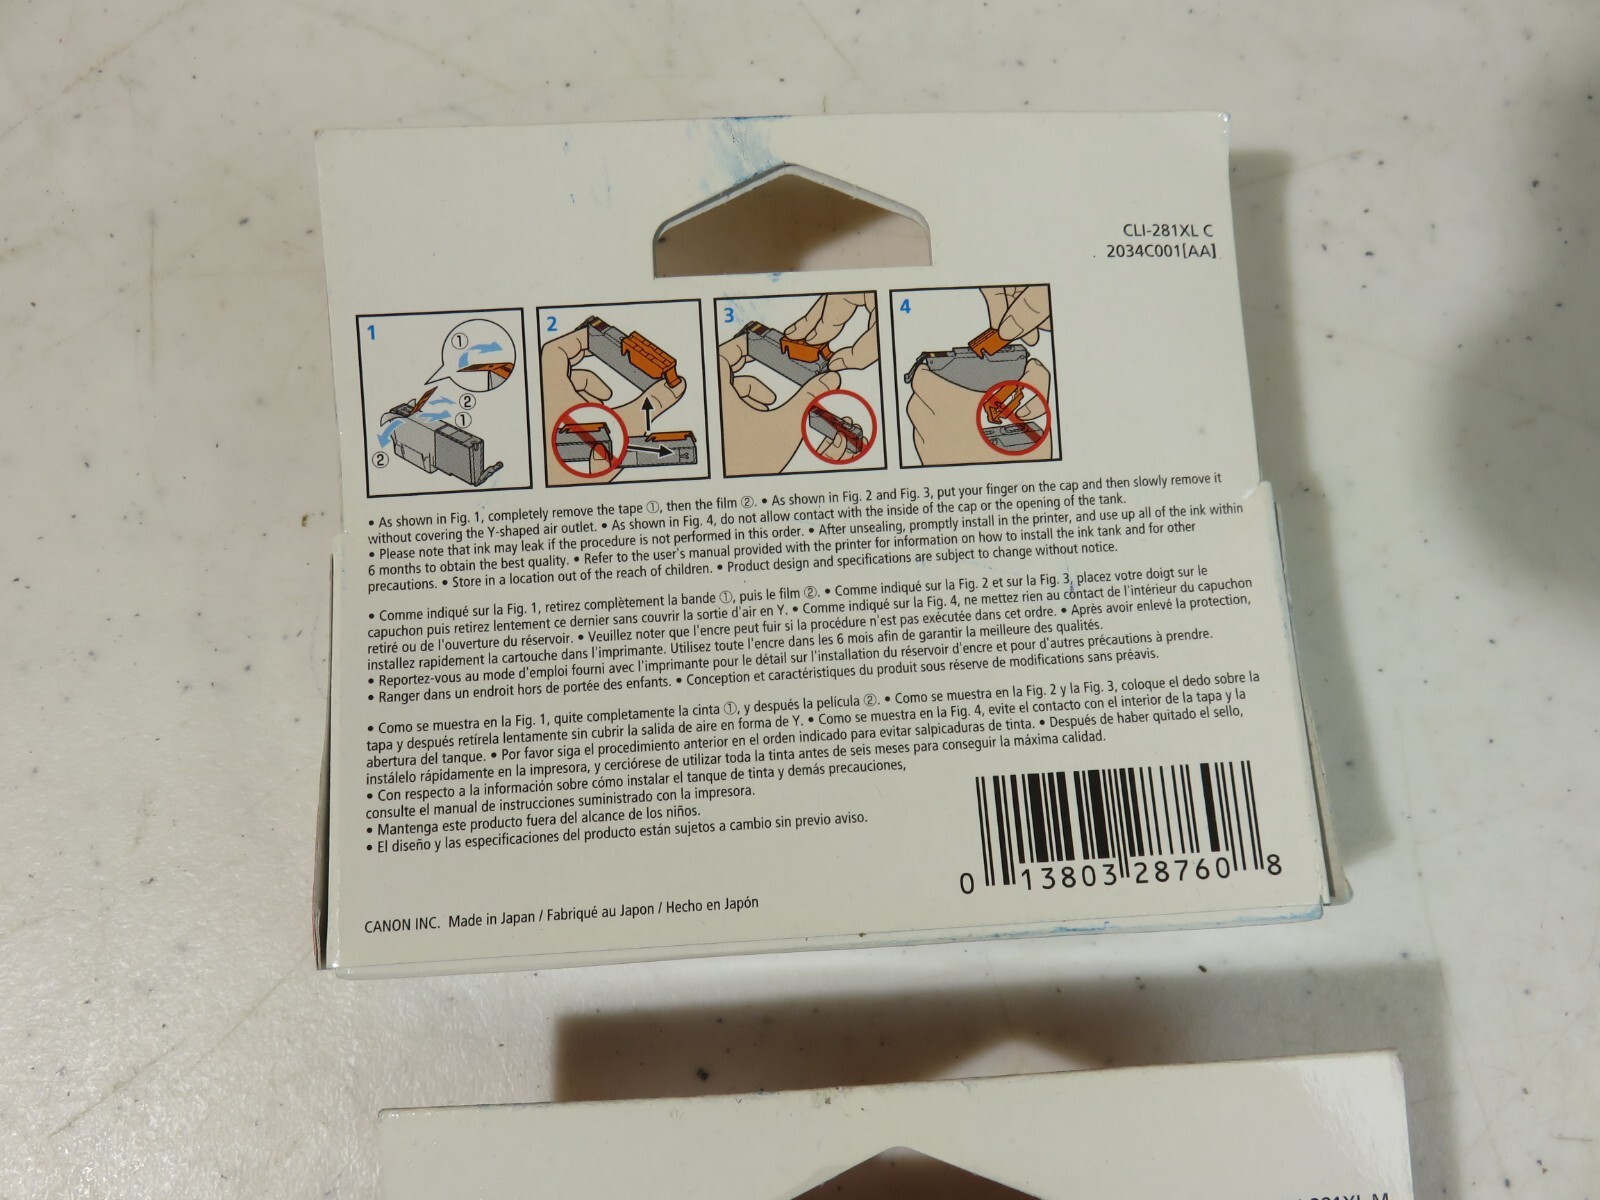 CLI-281XL C
2034C001[AA]
1
2
3
4
①
②
①
②
• As shown in Fig. 1, completely remove the tape ①, then the film ②. • As shown in Fig. 2 and Fig. 3, put your finger on the cap and then slowly remove it
without covering the Y-shaped air outlet. • As shown in Fig. 4, do not allow contact with the inside of the cap or the opening of the tank.
• Please note that ink may leak if the procedure is not performed in this order. • After unsealing, promptly install in the printer, and use up all of the ink within
6 months to obtain the best quality. • Refer to the user's manual provided with the printer for information on how to install the ink tank and for other
precautions. • Store in a location out of the reach of children. • Product design and specifications are subject to change without notice.
• Comme indiqué sur la Fig. 1, retirez complètement la bande ①, puis le film ②. • Comme indiqué sur la Fig. 2 et sur la Fig. 3, placez votre doigt sur le
capuchon puis retirez lentement ce dernier sans couvrir la sortie d'air en Y. • Comme indiqué sur la Fig. 4, ne mettez rien au contact de l'intérieur du capuchon
retiré ou de l'ouverture du réservoir. • Veuillez noter que l'encre peut fuir si la procédure n'est pas exécutée dans cet ordre. • Après avoir enlevé la protection,
installez rapidement la cartouche dans l'imprimante. Utilisez toute l'encre dans les 6 mois afin de garantir la meilleure des qualités.
• Reportez-vous au mode d'emploi fourni avec l'imprimante pour le détail sur l'installation du réservoir d'encre et pour d'autres précautions à prendre.
• Ranger dans un endroit hors de portée des enfants. • Conception et caractéristiques du produit sous réserve de modifications sans préavis.
• Como se muestra en la Fig. 1, quite completamente la cinta ①, y después la película ②. • Como se muestra en la Fig. 2 y la Fig. 3, coloque el dedo sobre la
tapa y después retírela lentamente sin cubrir la salida de aire en forma de Y. • Como se muestra en la Fig. 4, evite el contacto con el interior de la tapa y la
abertura del tanque. • Por favor siga el procedimiento anterior en el orden indicado para evitar salpicaduras de tinta. • Después de haber quitado el sello,
instálelo rápidamente en la impresora, y cerciórese de utilizar toda la tinta antes de seis meses para conseguir la máxima calidad.
• Con respecto a la información sobre cómo instalar el tanque de tinta y demás precauciones,
consulte el manual de instrucciones suministrado con la impresora.
• Mantenga este producto fuera del alcance de los niños.
• El diseño y las especificaciones del producto están sujetos a cambio sin previo aviso.
0 13803 28760 8
CANON INC. Made in Japan / Fabriqué au Japon / Hecho en Japón